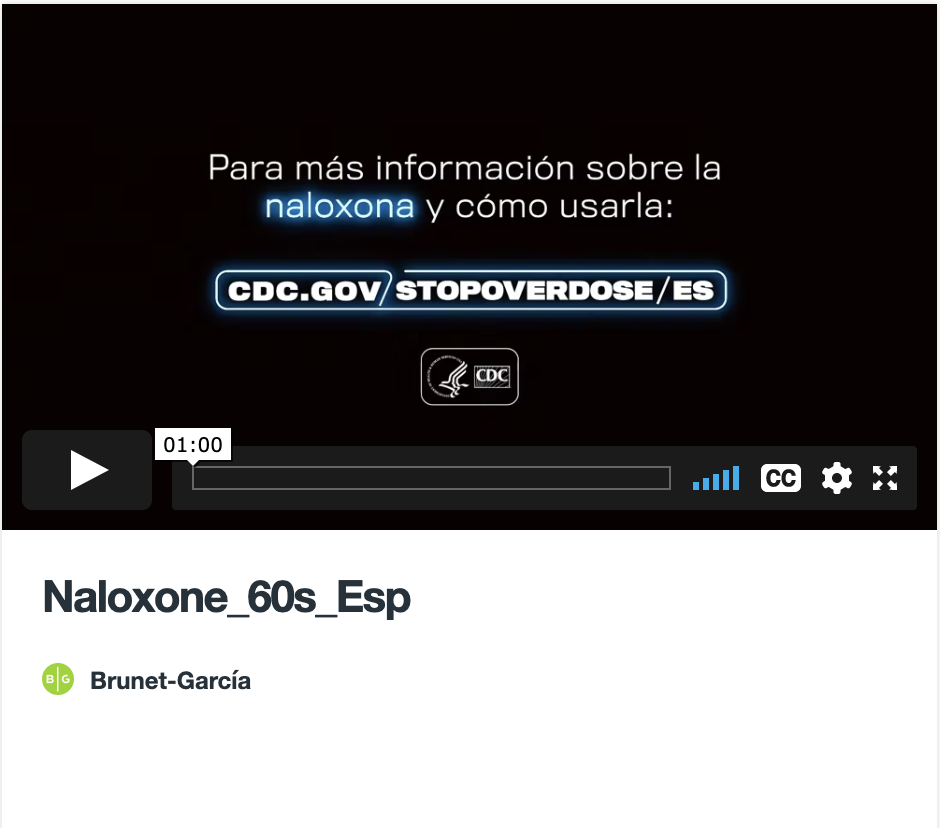 Para más información sobre la
naloxona y cómo usarla:
CDC.GOV/STOPOVERDOSE/ES
CDC
01:00
CC
Naloxone_60s_Esp
B|G
Brunet-García